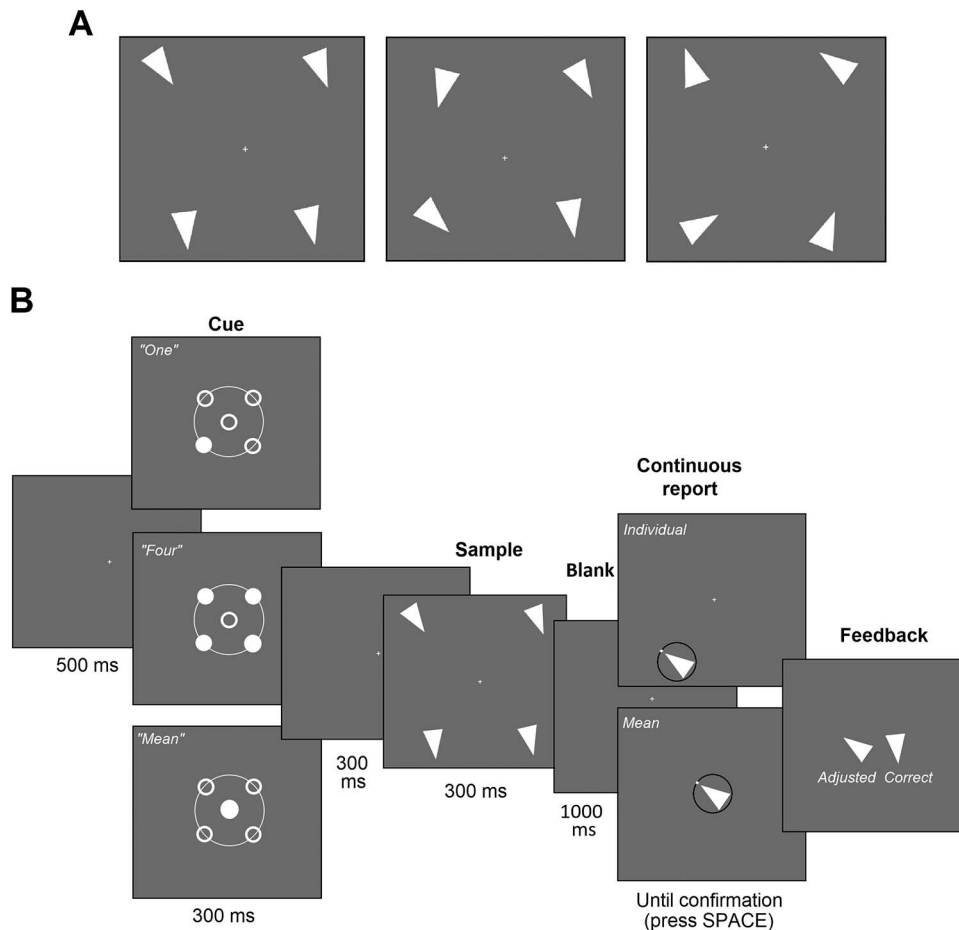 A
B
Cue
"One"
Continuous
report
Individual
"Four"
Sample
Blank
Feedback
500 ms
Mean
"Mean"
300
ms
300 ms
Adjusted Correct
1000
ms
300 ms
Until confirmation
(press SPACE)